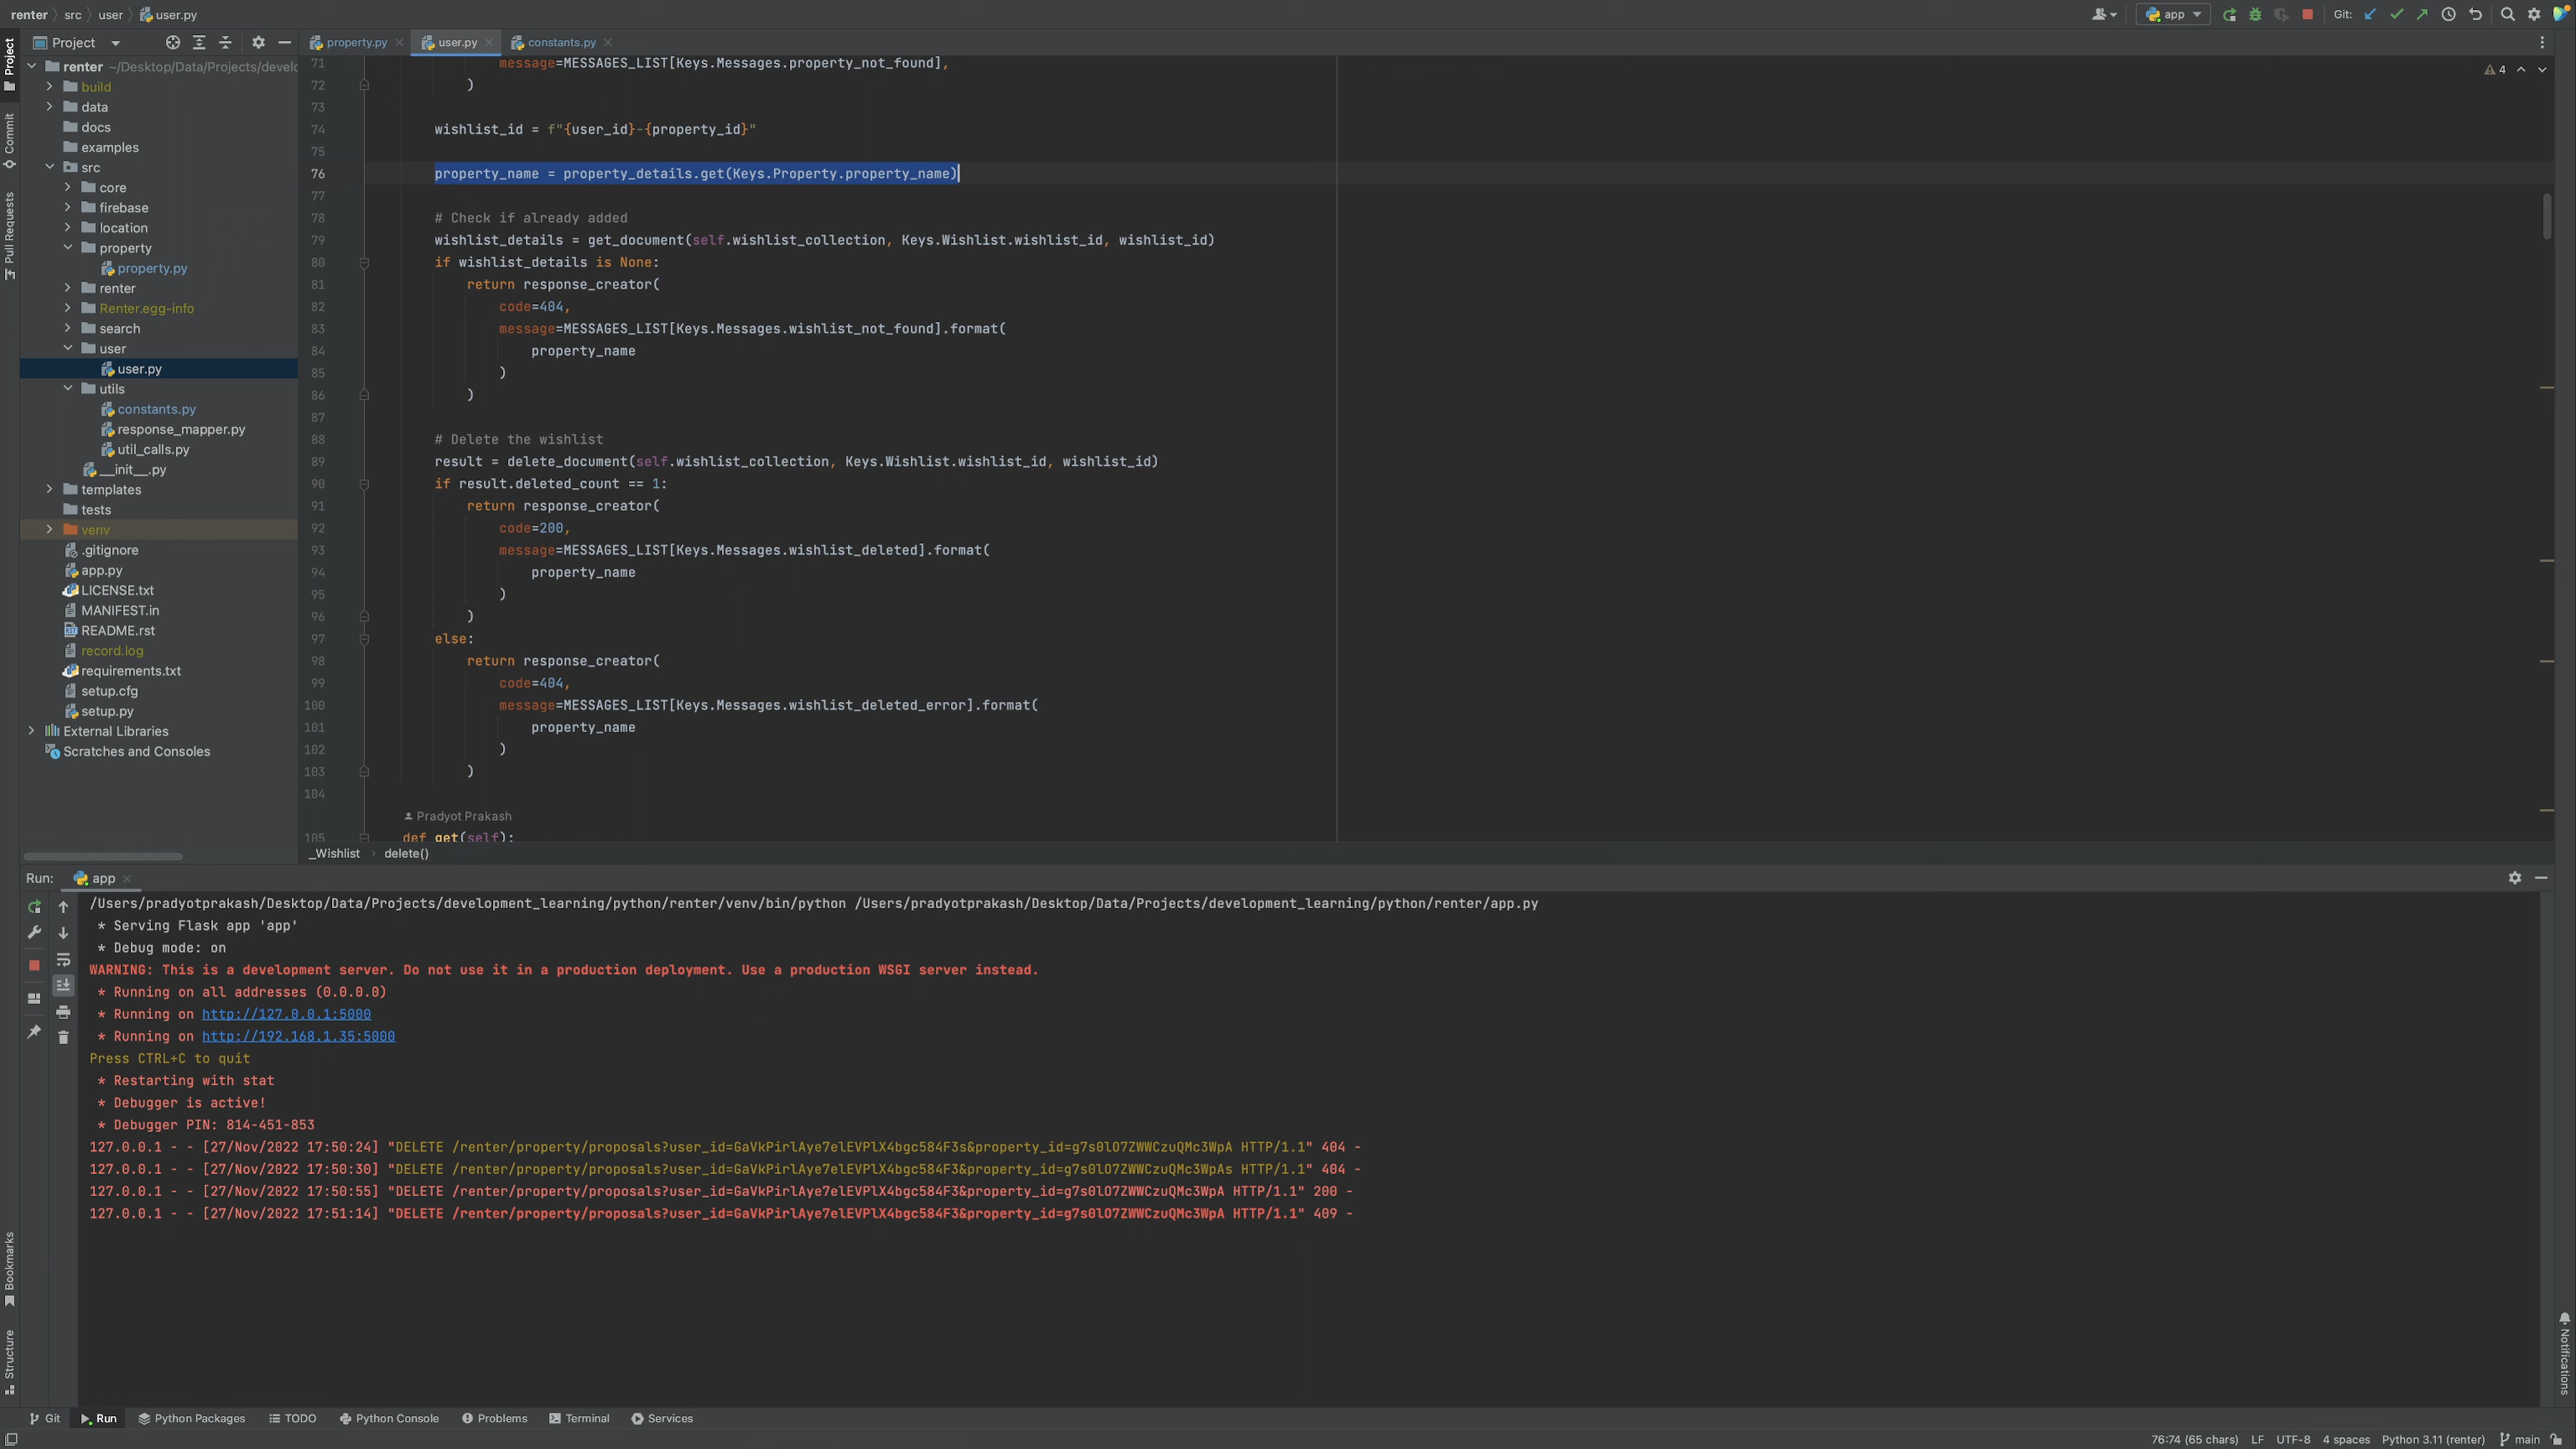 renter src user user.py
app
Git:
Project
property.py
user.py
constants.py
Project
Commit
Pull Requests
renter ~/Desktop/Data/Projects/develo
build
data
docs
examples
src
core
firebase
location
property
property.py
renter
Renter.egg-info
search
user
user.py
utils
constants.py
response_mapper.py
util_calls.py
__init__.py
templates
tests
venv
.gitignore
app.py
LICENSE.txt
MANIFEST.in
README.rst
record.log
requirements.txt
setup.cfg
setup.py
External Libraries
Scratches and Consoles
4
71 message=MESSAGES_LIST[Keys.Messages.property_not_found],
72 )
73
74 wishlist_id = f"{user_id}-{property_id}"
75
76 property_name = property_details.get(Keys.Property.property_name)
77
78 # Check if already added
79 wishlist_details = get_document(self.wishlist_collection, Keys.Wishlist.wishlist_id, wishlist_id)
80 if wishlist_details is None:
81 return response_creator(
82 code=404,
83 message=MESSAGES_LIST[Keys.Messages.wishlist_not_found].format(
84 property_name
85 )
86 )
87
88 # Delete the wishlist
89 result = delete_document(self.wishlist_collection, Keys.Wishlist.wishlist_id, wishlist_id)
90 if result.deleted_count == 1:
91 return response_creator(
92 code=200,
93 message=MESSAGES_LIST[Keys.Messages.wishlist_deleted].format(
94 property_name
95 )
96 )
97 else:
98 return response_creator(
99 code=404,
100 message=MESSAGES_LIST[Keys.Messages.wishlist_deleted_error].format(
101 property_name
102 )
103 )
104
Pradyot Prakash
105 def get(self):
_Wishlist delete()
Run: app
/Users/pradyotprakash/Desktop/Data/Projects/development_learning/python/renter/venv/bin/python /Users/pradyotprakash/Desktop/Data/Projects/development_learning/python/renter/app.py
* Serving Flask app 'app'
* Debug mode: on
WARNING: This is a development server. Do not use it in a production deployment. Use a production WSGI server instead.
* Running on all addresses (0.0.0.0)
* Running on http://127.0.0.1:5000
* Running on http://192.168.1.35:5000
Press CTRL+C to quit
* Restarting with stat
* Debugger is active!
* Debugger PIN: 814-451-853
127.0.0.1 - - [27/Nov/2022 17:50:24] "DELETE /renter/property/proposals?user_id=GaVkPirlAye7elEVPlX4bgc584F3s&property_id=g7s0lO7ZWWCzuQMc3WpA HTTP/1.1" 404 -
127.0.0.1 - - [27/Nov/2022 17:50:30] "DELETE /renter/property/proposals?user_id=GaVkPirlAye7elEVPlX4bgc584F3&property_id=g7s0lO7ZWWCzuQMc3WpAs HTTP/1.1" 404 -
127.0.0.1 - - [27/Nov/2022 17:50:55] "DELETE /renter/property/proposals?user_id=GaVkPirlAye7elEVPlX4bgc584F3&property_id=g7s0lO7ZWWCzuQMc3WpA HTTP/1.1" 200 -
127.0.0.1 - - [27/Nov/2022 17:51:14] "DELETE /renter/property/proposals?user_id=GaVkPirlAye7elEVPlX4bgc584F3&property_id=g7s0lO7ZWWCzuQMc3WpA HTTP/1.1" 409 -
Bookmarks
Structure
Notifications
Git Run Python Packages TODO Python Console Problems Terminal Services
76:74 (65 chars) LF UTF-8 4 spaces Python 3.11 (renter) main